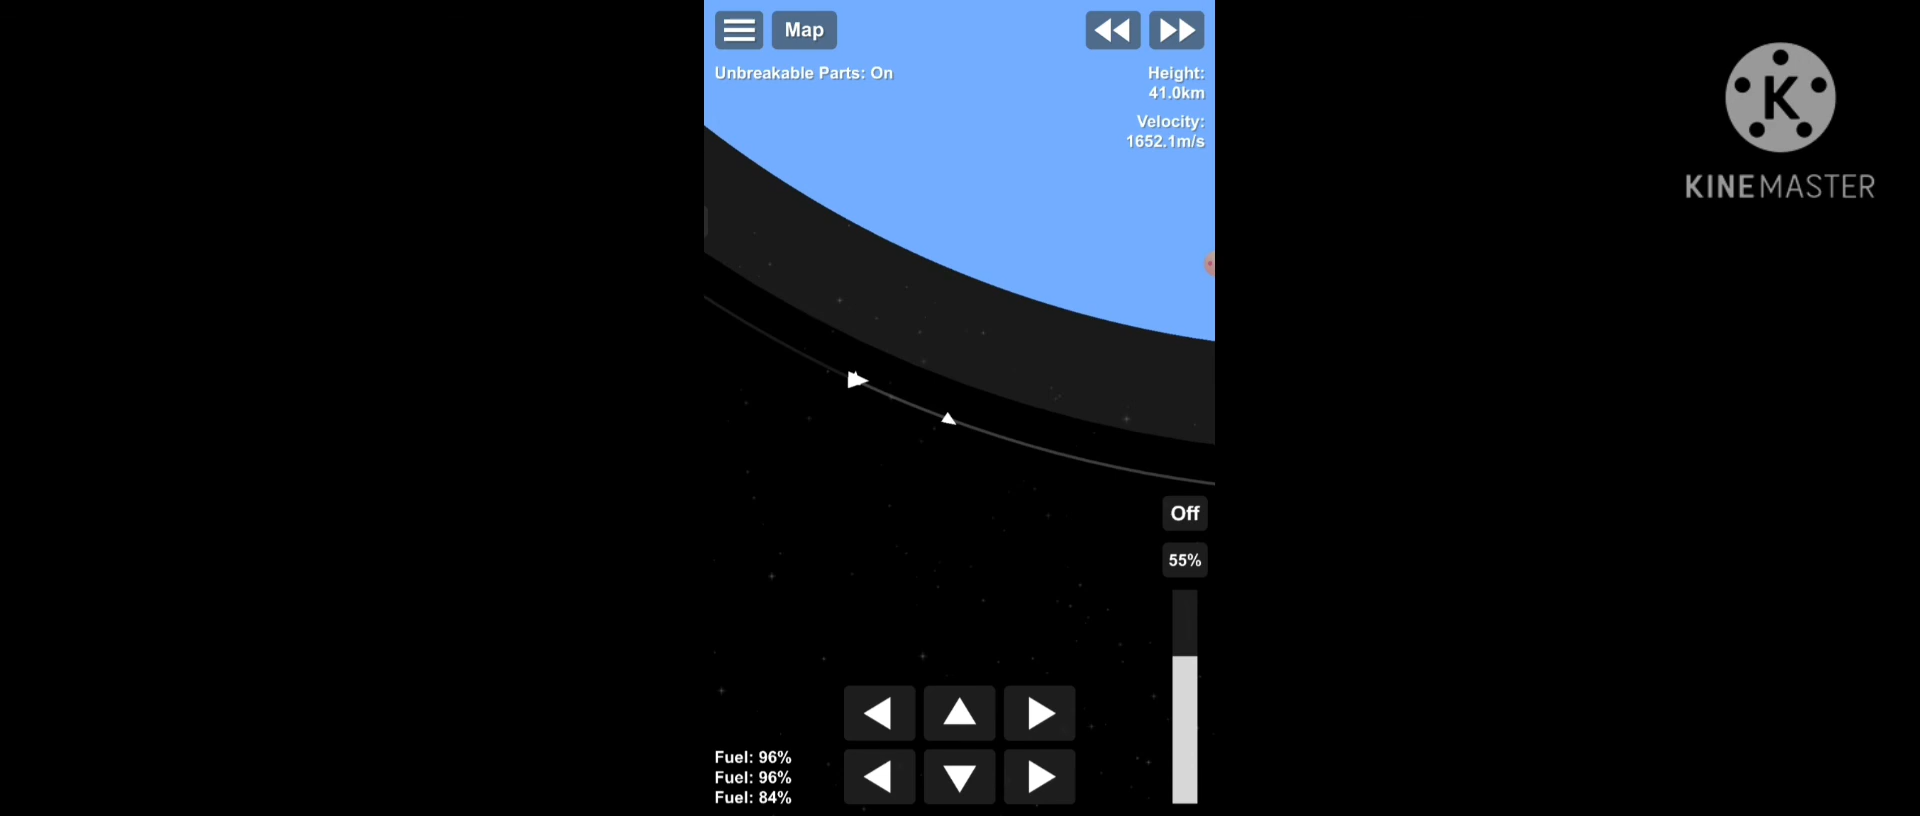 Map
Unbreakable Parts: On
Height:
41.0km
Velocity:
1652.1m/s
K
KINEMASTER
Off
55%
Fuel: 96%
Fuel: 96%
Fuel: 84%